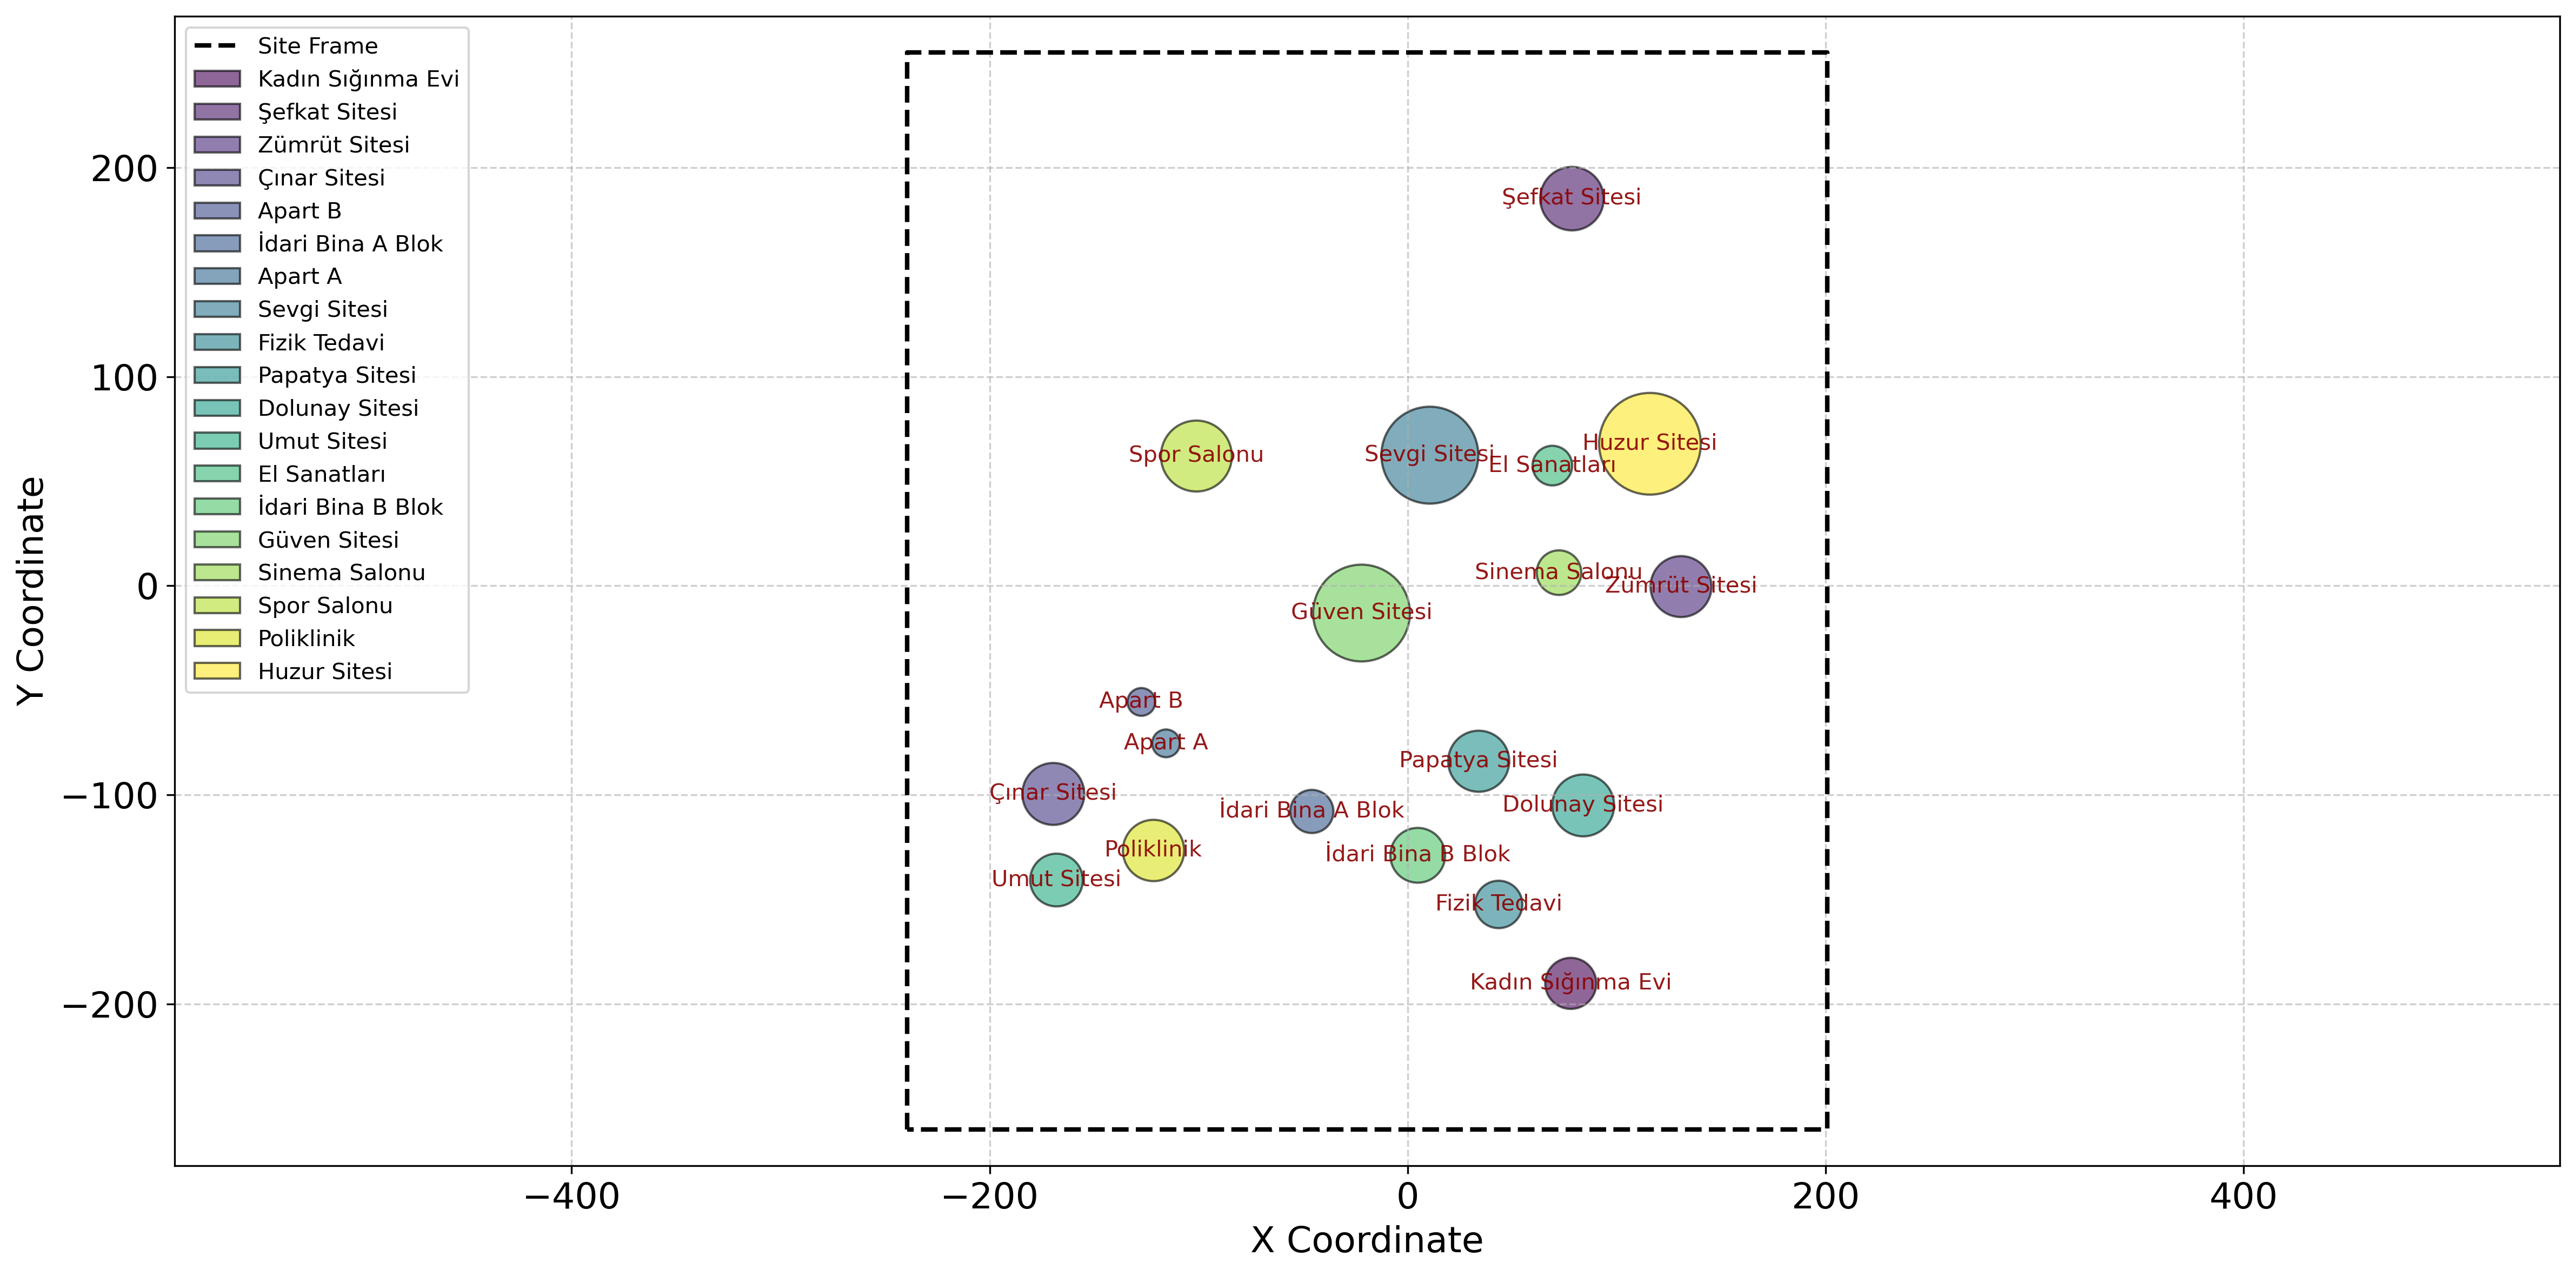 Site Frame
Kadın Sığınma Evi
Şefkat Sitesi
Zümrüt Sitesi
Çınar Sitesi
Apart B
İdari Bina A Blok
Apart A
Sevgi Sitesi
Fizik Tedavi
Papatya Sitesi
Dolunay Sitesi
Umut Sitesi
El Sanatları
İdari Bina B Blok
Güven Sitesi
Sinema Salonu
Spor Salonu
Poliklinik
Huzur Sitesi
Y Coordinate
200
100
0
−100
−200
Şefkat Sitesi
Huzur Sitesi
Spor Salonu
Sevgi Sitesi
El Sanatları
Sinema Salonu
Zümrüt Sitesi
Güven Sitesi
Apart B
Apart A
Papatya Sitesi
Çınar Sitesi
Dolunay Sitesi
İdari Bina A Blok
Poliklinik
İdari Bina B Blok
Umut Sitesi
Fizik Tedavi
Kadın Sığınma Evi
−400
−200
0
200
400
X Coordinate